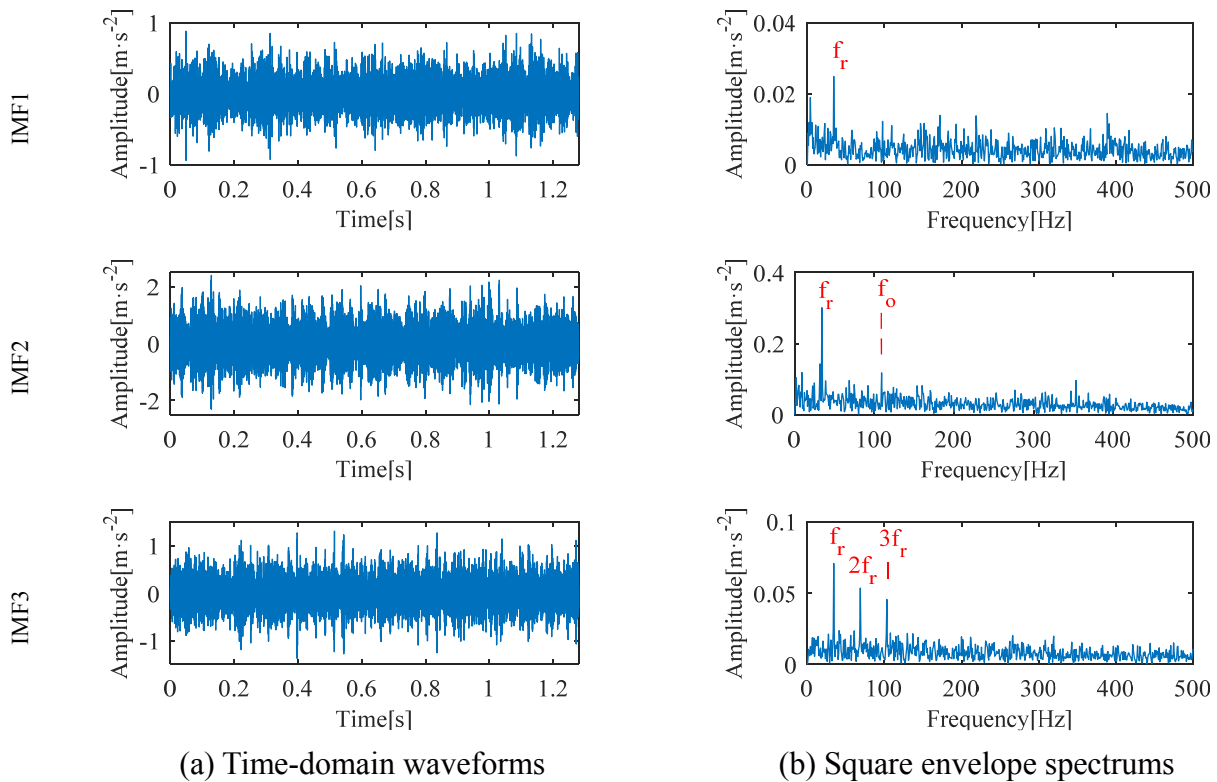 IMF1
Amplitude[m·s⁻²]
1
0
-1
0 0.2 0.4 0.6 0.8 1 1.2
Time[s]
Amplitude[m·s⁻²]
0.04
0.02
0
f_r
0 100 200 300 400 500
Frequency[Hz]
IMF2
Amplitude[m·s⁻²]
2
0
-2
0 0.2 0.4 0.6 0.8 1 1.2
Time[s]
Amplitude[m·s⁻²]
0.4
0.2
0
f_r f_o
0 100 200 300 400 500
Frequency[Hz]
IMF3
Amplitude[m·s⁻²]
1
0
-1
0 0.2 0.4 0.6 0.8 1 1.2
Time[s]
Amplitude[m·s⁻²]
0.1
0.05
0
f_r 2f_r 3f_r
0 100 200 300 400 500
Frequency[Hz]
(a) Time-domain waveforms
(b) Square envelope spectrums